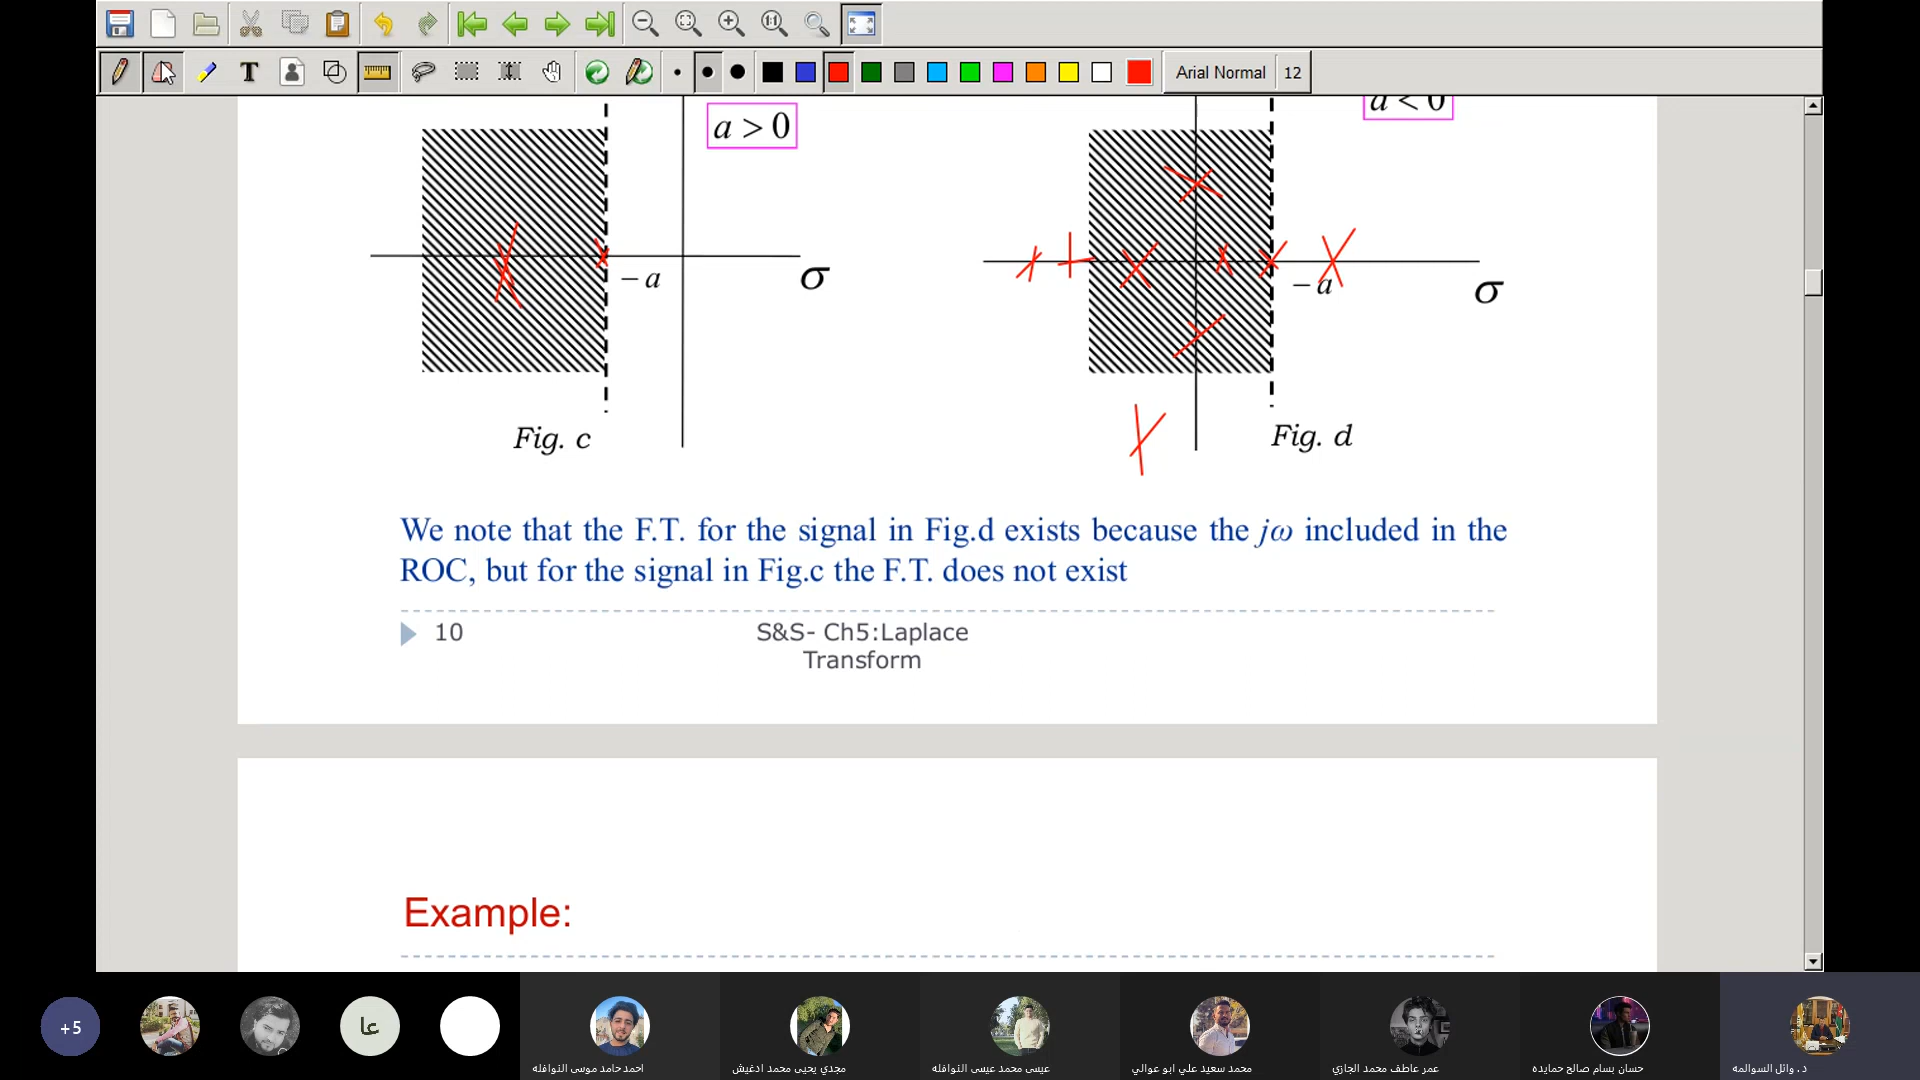 T
1:1
Arial Normal 12
a > 0
a < 0
– a
σ
– a
σ
Fig. c
Fig. d
We note that the F.T. for the signal in Fig.d exists because the jω included in the
ROC, but for the signal in Fig.c the F.T. does not exist
10
S&S- Ch5:Laplace
Transform
Example:
+5
عا
احمد حامد موسى النوافله
مجدي يحيى محمد ادغيش
عيسى محمد عيسى النوافله
محمد سعيد علي ابو عوالي
عمر عاطف محمد الجازي
حسان بسام صالح حمايده
د. وائل السوالمه